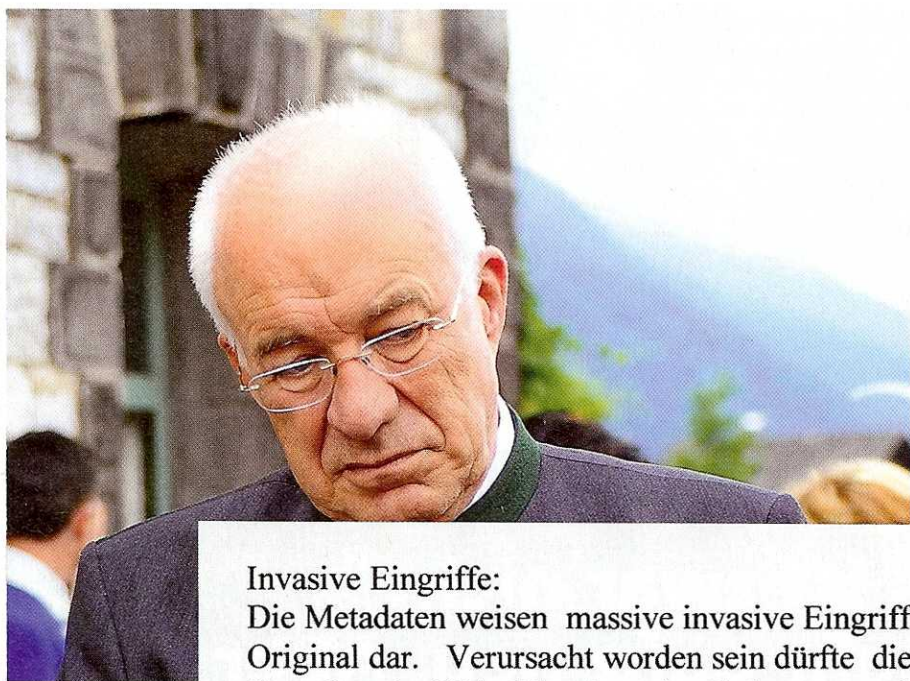 Invasive Eingriffe:
Die Metadaten weisen massive invasive Eingriff
Original dar. Verursacht worden sein dürfte die